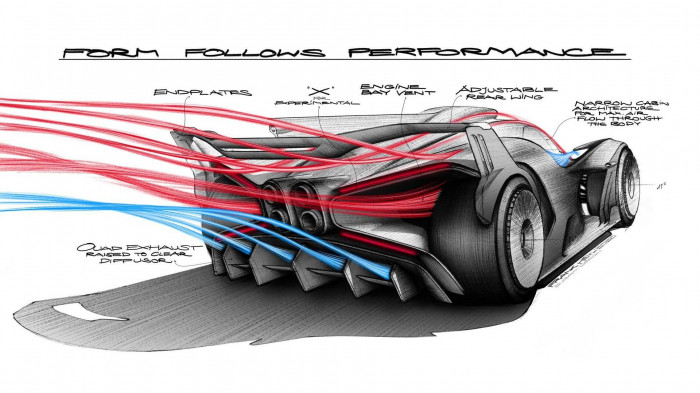 FORM FOLLOWS PERFORMANCE
ENDPLATES
"X"
FOR
EXPERIMENTAL
ENGINE
BAY VENT
ADJUSTABLE
REAR WING
NARROW CABIN
ARCHITECTURE
FOR MAX AIR
FLOW THROUGH
THE BODY
QUAD EXHAUST
RAISED TO CLEAR
DIFFUSOR.